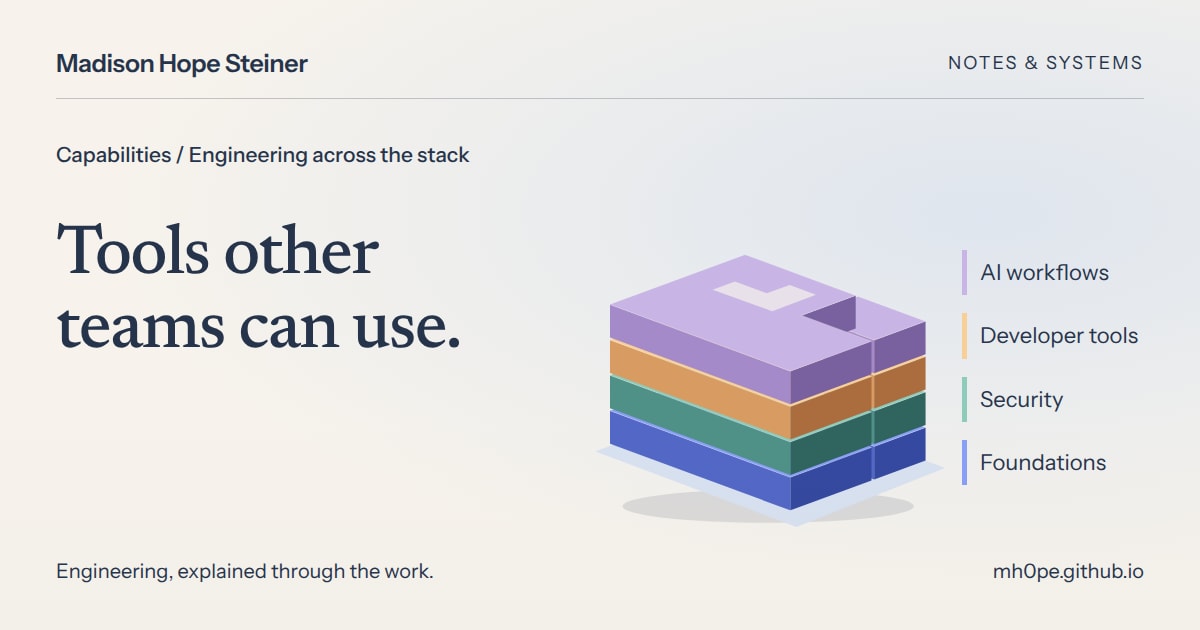 Madison Hope Steiner
NOTES & SYSTEMS
Capabilities / Engineering across the stack
Tools other
teams can use.
AI workflows
Developer tools
Security
Foundations
Engineering, explained through the work.
mh0pe.github.io